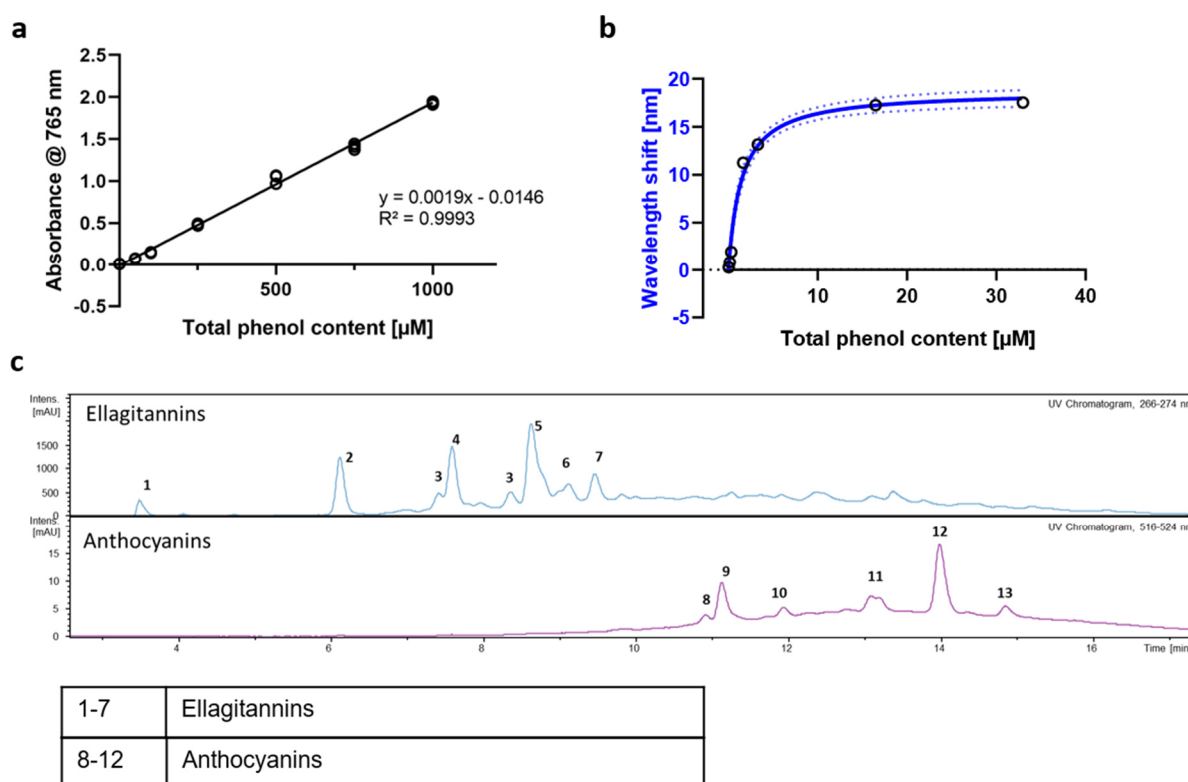 a
Absorbance @ 765 nm
2.5
2.0
1.5
1.0
0.5
0.0
-0.5
500
1000
y = 0.0019x - 0.0146
R² = 0.9993
Total phenol content [µM]
b
Wavelength shift [nm]
20
15
10
5
0
-5
10
20
30
40
Total phenol content [µM]
c
Intens.
[mAU]
Ellagitannins
UV Chromatogram, 266-274 nm
1500
1000
500
0
1
2
3
4
3
5
6
7
Intens.
[mAU]
Anthocyanins
UV Chromatogram, 516-524 nm
15
10
5
0
8
9
10
11
12
13
4
6
8
10
12
14
16
Time [min]
1-7 Ellagitannins
8-12 Anthocyanins